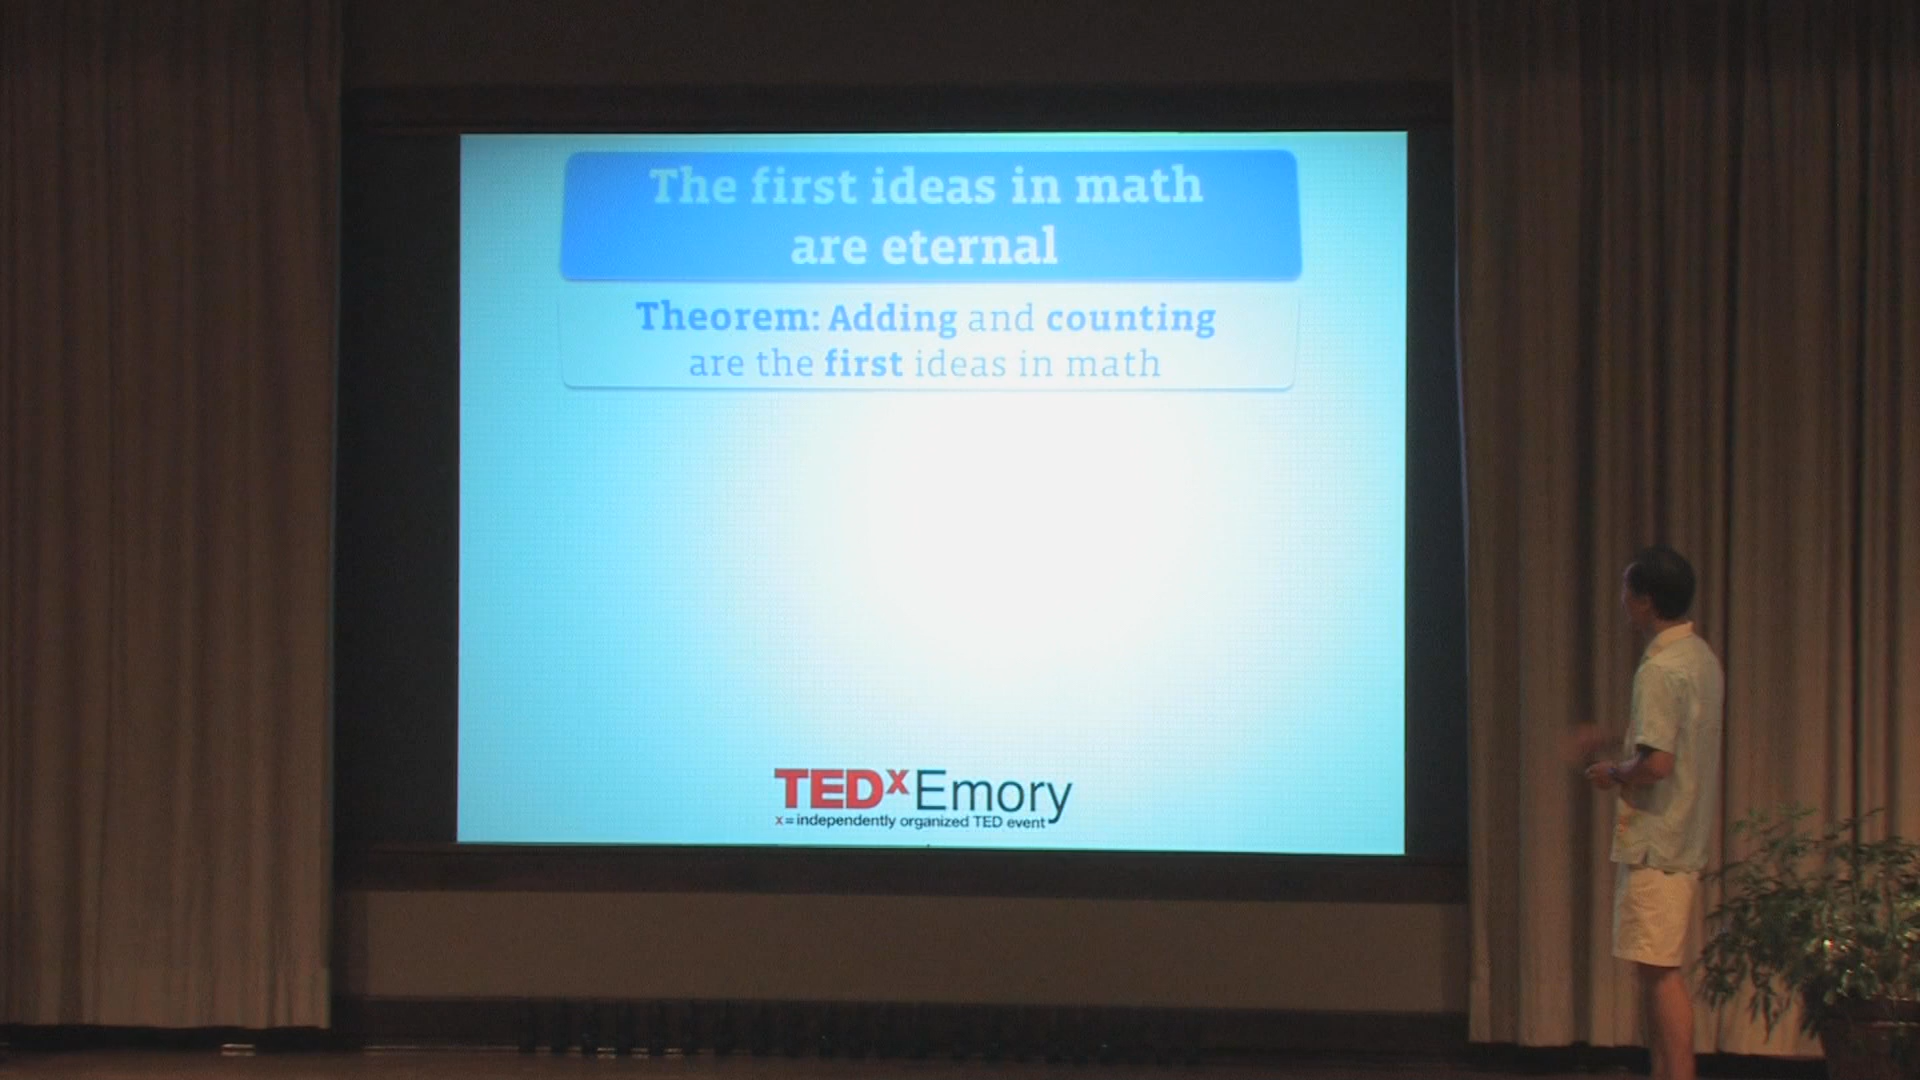 The first ideas in math
are eternal
Theorem: Adding and counting
are the first ideas in math
TEDx Emory
x = independently organized TED event